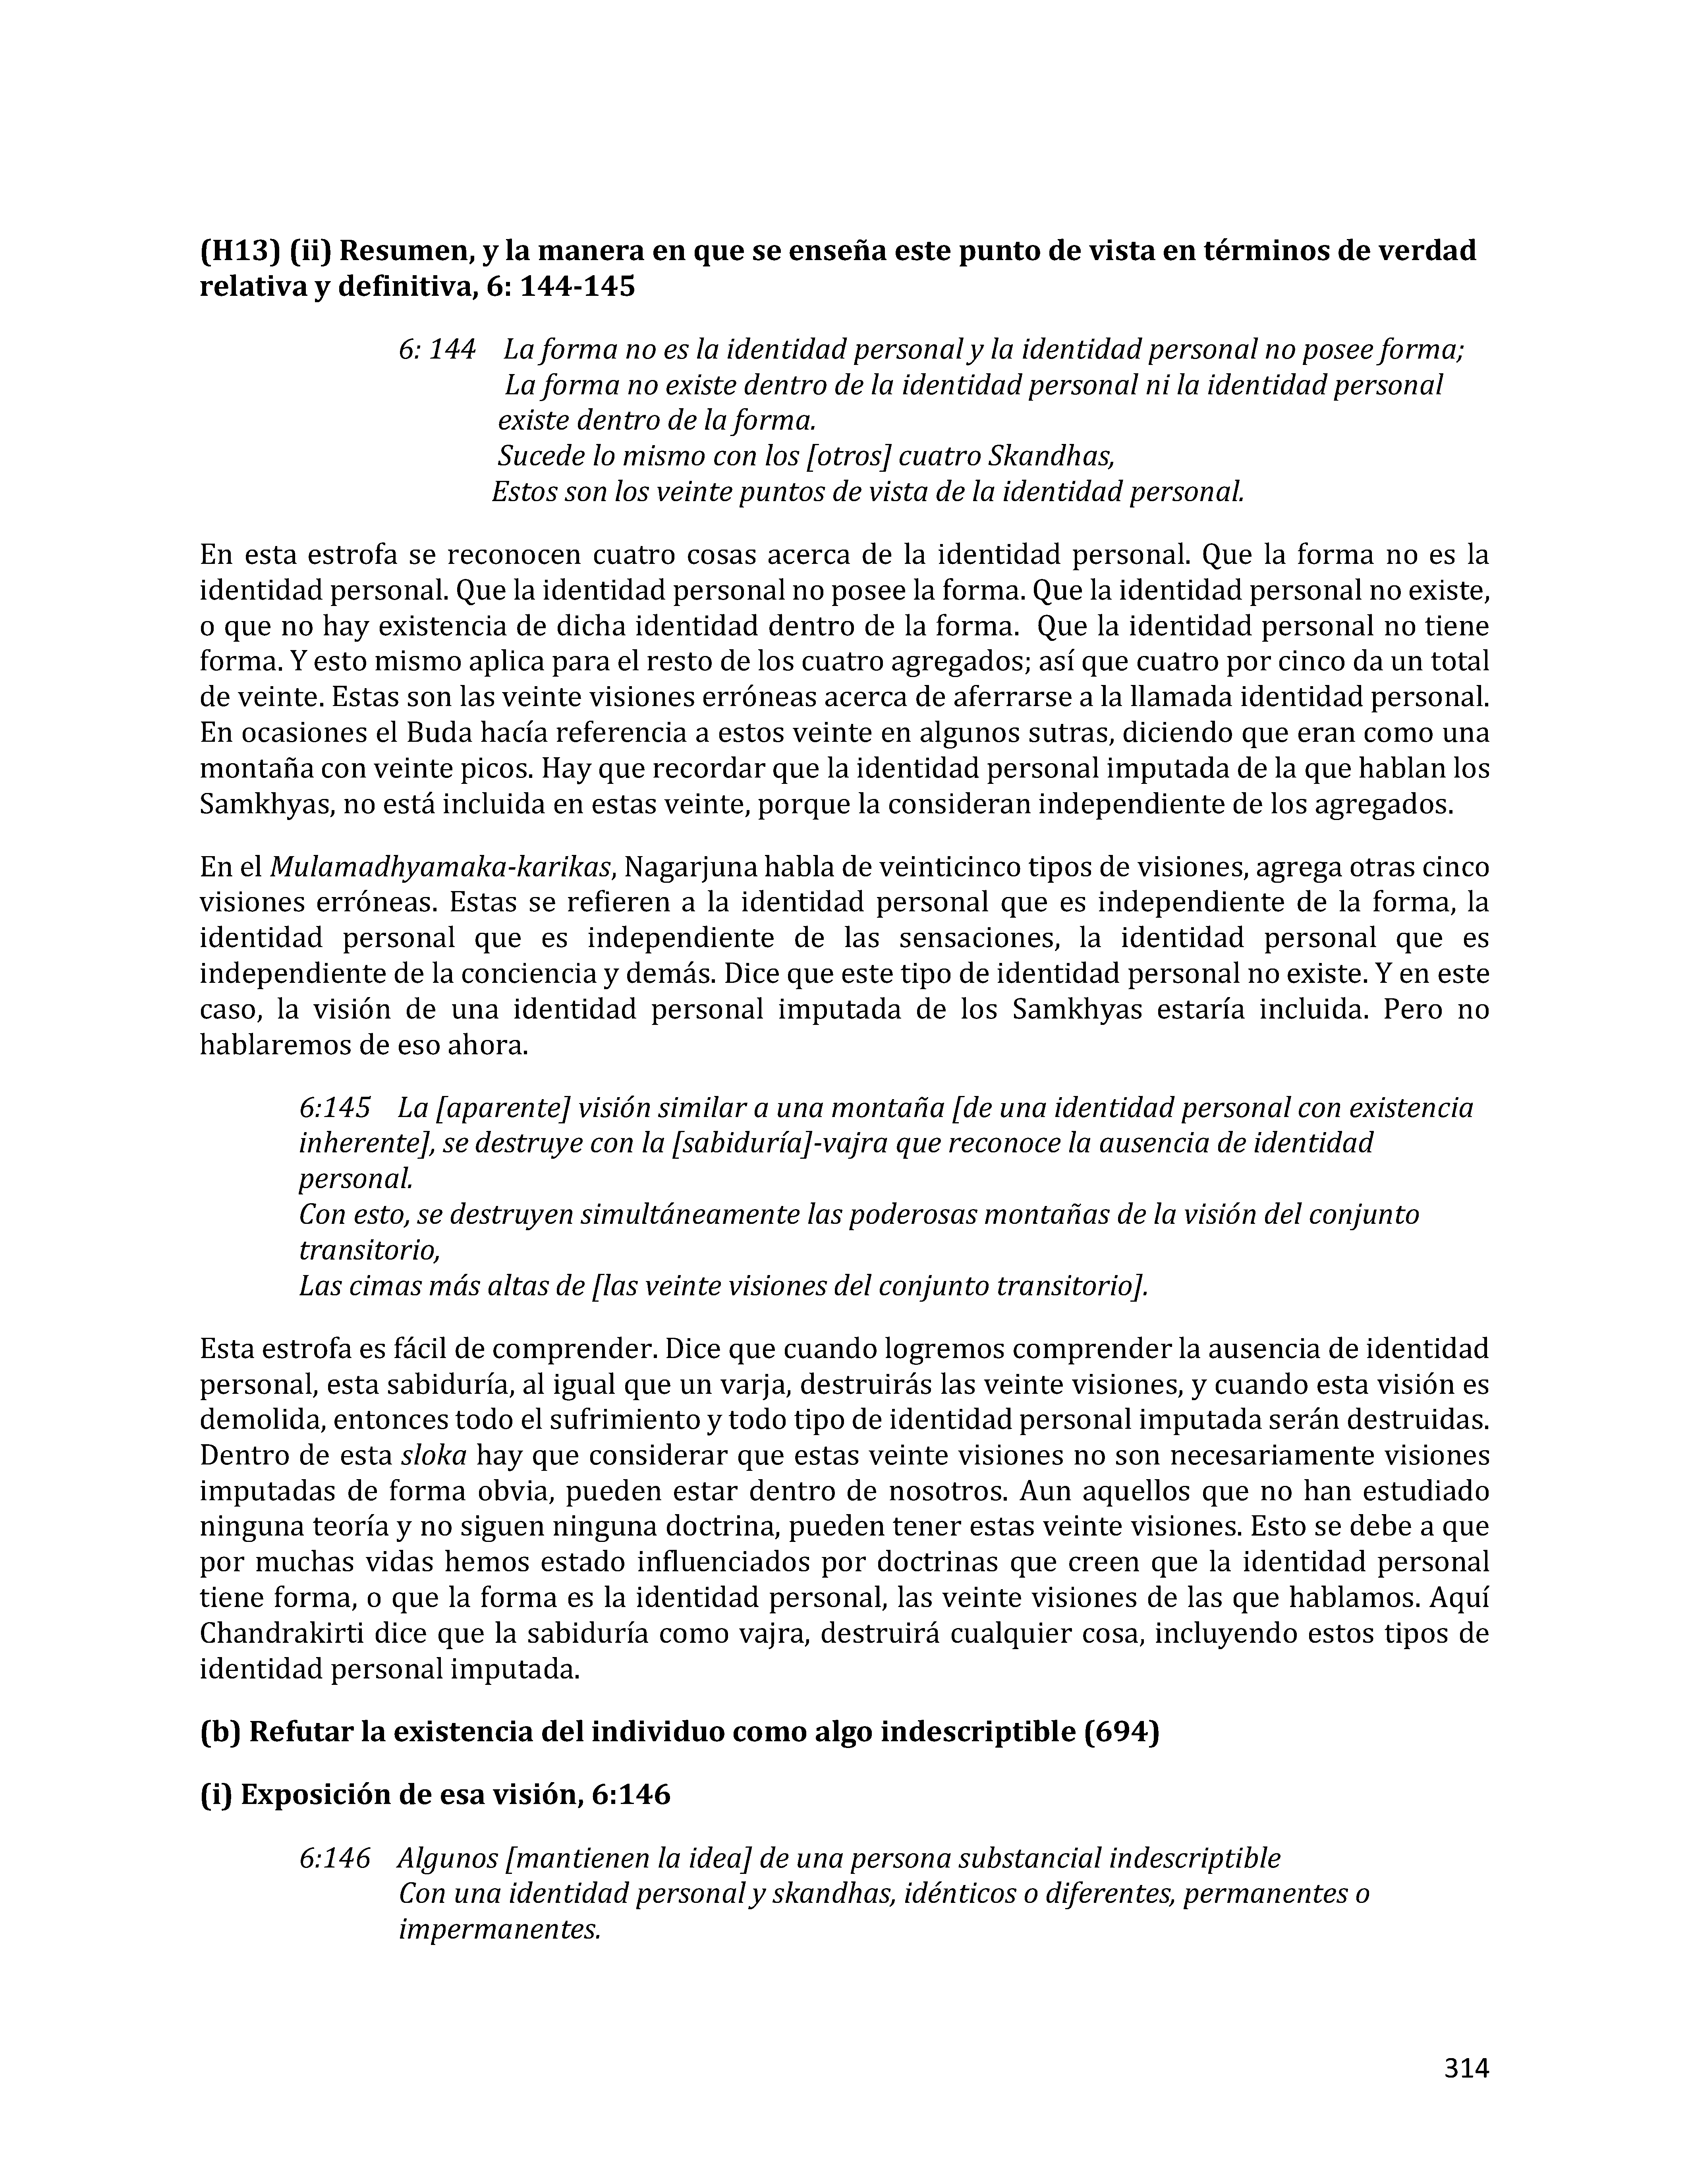 (H13) (ii) Resumen, y la manera en que se enseña este punto de vista en términos de verdad
relativa y definitiva, 6: 144-145
6: 144 La forma no es la identidad personal y la identidad personal no posee forma;
La forma no existe dentro de la identidad personal ni la identidad personal
existe dentro de la forma.
Sucede lo mismo con los [otros] cuatro Skandhas,
Estos son los veinte puntos de vista de la identidad personal.
En esta estrofa se reconocen cuatro cosas acerca de la identidad personal. Que la forma no es la
identidad personal. Que la identidad personal no posee la forma. Que la identidad personal no existe,
o que no hay existencia de dicha identidad dentro de la forma. Que la identidad personal no tiene
forma. Y esto mismo aplica para el resto de los cuatro agregados; así que cuatro por cinco da un total
de veinte. Estas son las veinte visiones erróneas acerca de aferrarse a la llamada identidad personal.
En ocasiones el Buda hacía referencia a estos veinte en algunos sutras, diciendo que eran como una
montaña con veinte picos. Hay que recordar que la identidad personal imputada de la que hablan los
Samkhyas, no está incluida en estas veinte, porque la consideran independiente de los agregados.
En el Mulamadhyamaka-karikas, Nagarjuna habla de veinticinco tipos de visiones, agrega otras cinco
visiones erróneas. Estas se refieren a la identidad personal que es independiente de la forma, la
identidad personal que es independiente de las sensaciones, la identidad personal que es
independiente de la conciencia y demás. Dice que este tipo de identidad personal no existe. Y en este
caso, la visión de una identidad personal imputada de los Samkhyas estaría incluida. Pero no
hablaremos de eso ahora.
6:145 La [aparente] visión similar a una montaña [de una identidad personal con existencia
inherente], se destruye con la [sabiduría]-vajra que reconoce la ausencia de identidad
personal.
Con esto, se destruyen simultáneamente las poderosas montañas de la visión del conjunto
transitorio,
Las cimas más altas de [las veinte visiones del conjunto transitorio].
Esta estrofa es fácil de comprender. Dice que cuando logremos comprender la ausencia de identidad
personal, esta sabiduría, al igual que un varja, destruirás las veinte visiones, y cuando esta visión es
demolida, entonces todo el sufrimiento y todo tipo de identidad personal imputada serán destruidas.
Dentro de esta sloka hay que considerar que estas veinte visiones no son necesariamente visiones
imputadas de forma obvia, pueden estar dentro de nosotros. Aun aquellos que no han estudiado
ninguna teoría y no siguen ninguna doctrina, pueden tener estas veinte visiones. Esto se debe a que
por muchas vidas hemos estado influenciados por doctrinas que creen que la identidad personal
tiene forma, o que la forma es la identidad personal, las veinte visiones de las que hablamos. Aquí
Chandrakirti dice que la sabiduría como vajra, destruirá cualquier cosa, incluyendo estos tipos de
identidad personal imputada.
(b) Refutar la existencia del individuo como algo indescriptible (694)
(i) Exposición de esa visión, 6:146
6:146 Algunos [mantienen la idea] de una persona substancial indescriptible
Con una identidad personal y skandhas, idénticos o diferentes, permanentes o
impermanentes.
314